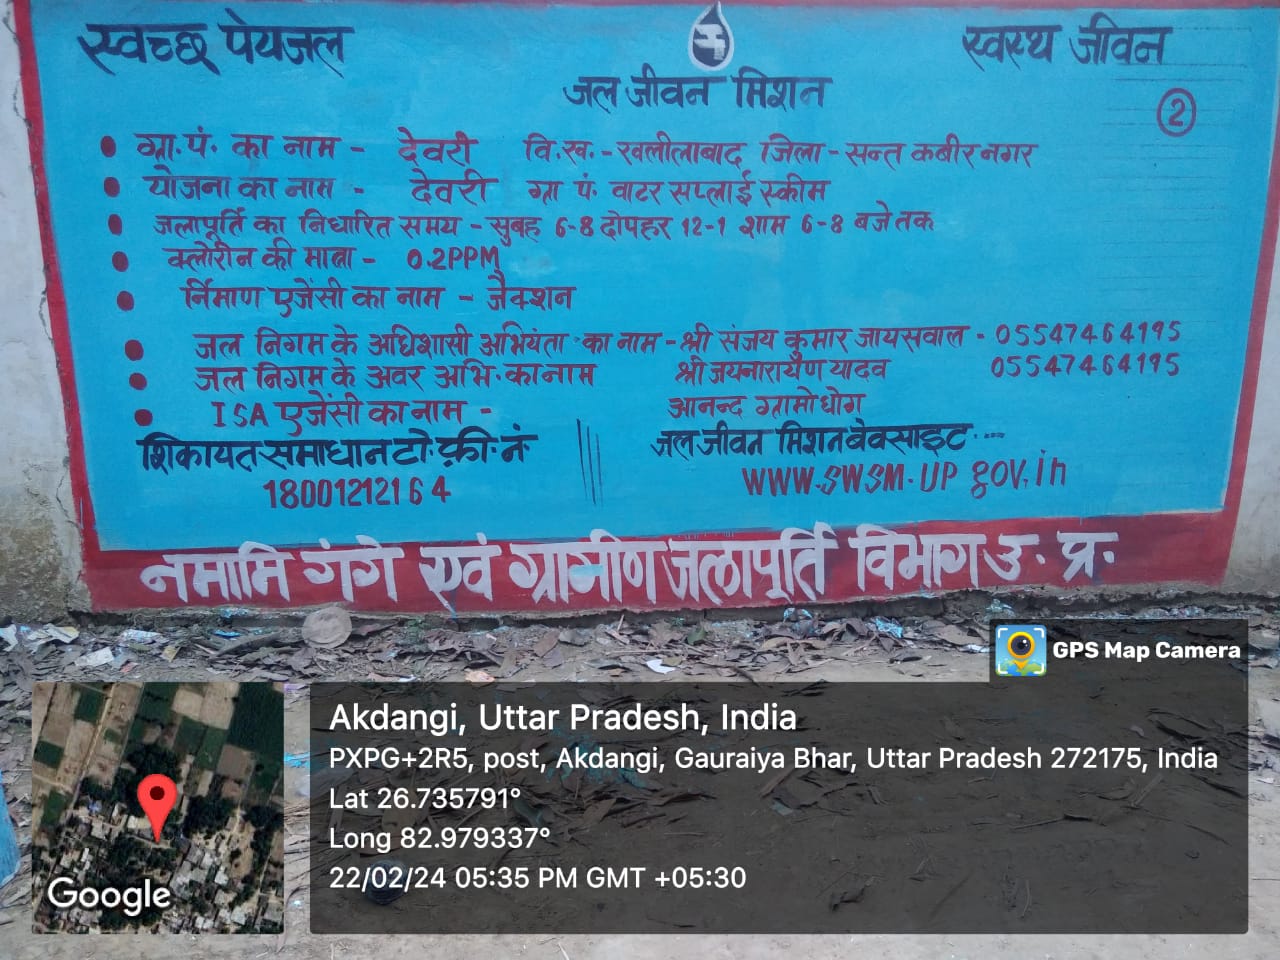 स्वच्छ पेयजल
स्वस्थ जीवन
जल जीवन मिशन
2
• ग्रा.पं. का नाम - देवरी वि.ख.- खलीलाबाद जिला - सन्त कबीर नगर
• योजना का नाम - देवरी ग्रा पं. वाटर सप्लाई स्कीम
• जलापूर्ति का निर्धारित समय - सुबह 6-8 दोपहर 12-1 शाम 6-8 बजे तक
• क्लोरीन की मात्रा - 0.2PPM
• र्निमाण एजेंसी का नाम - जैक्शन
• जल निगम के अधिशासी अभियंता का नाम - श्री संजय कुमार जायसवाल - 05547464195
• जल निगम के अवर अभि. का नाम श्री जयनारायण यादव 05547464195
• ISA एजेंसी का नाम - आनन्द ग्रामोधोग
शिकायत समाधान टो.फ़्री.नं. जल जीवन मिशन वेवसाइट ---
18001212164 WWW.SWSM.UP gov.in
नमामि गंगे एवं ग्रामीण जलापूर्ति विभाग उ. प्र.
GPS Map Camera
Akdangi, Uttar Pradesh, India
PXPG+2R5, post, Akdangi, Gauraiya Bhar, Uttar Pradesh 272175, India
Lat 26.735791°
Long 82.979337°
22/02/24 05:35 PM GMT +05:30
Google